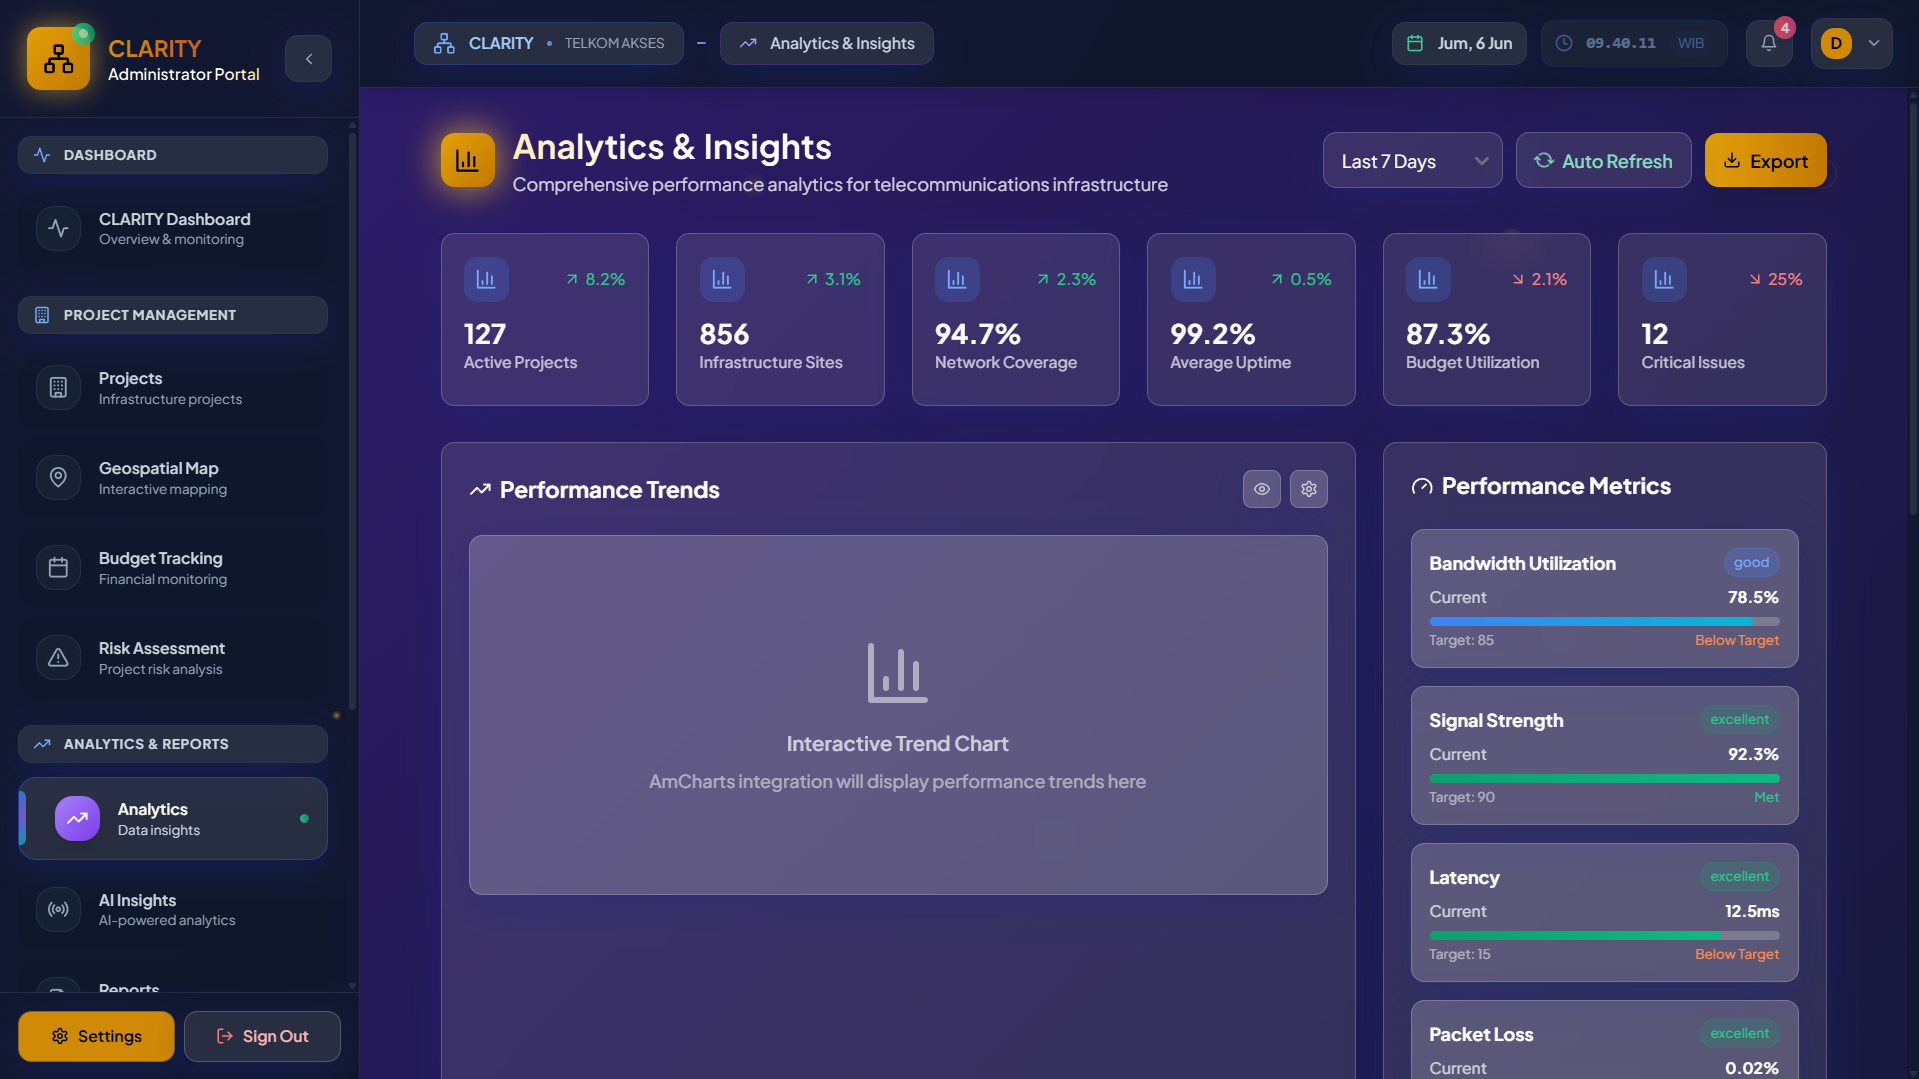 CLARITY
Administrator Portal
DASHBOARD
CLARITY Dashboard
Overview & monitoring
PROJECT MANAGEMENT
Projects
Infrastructure projects
Geospatial Map
Interactive mapping
Budget Tracking
Financial monitoring
Risk Assessment
Project risk analysis
ANALYTICS & REPORTS
Analytics
Data insights
AI Insights
AI-powered analytics
Reports
Settings
Sign Out
CLARITY • TELKOM AKSES – Analytics & Insights
Jum, 6 Jun
09.40.11 WIB
4
D
Analytics & Insights
Comprehensive performance analytics for telecommunications infrastructure
Last 7 Days
Auto Refresh
Export
8.2%
127
Active Projects
3.1%
856
Infrastructure Sites
2.3%
94.7%
Network Coverage
0.5%
99.2%
Average Uptime
2.1%
87.3%
Budget Utilization
25%
12
Critical Issues
Performance Trends
Interactive Trend Chart
AmCharts integration will display performance trends here
Performance Metrics
Bandwidth Utilization good
Current 78.5%
Target: 85 Below Target
Signal Strength excellent
Current 92.3%
Target: 90 Met
Latency excellent
Current 12.5ms
Target: 15 Below Target
Packet Loss excellent
Current 0.02%